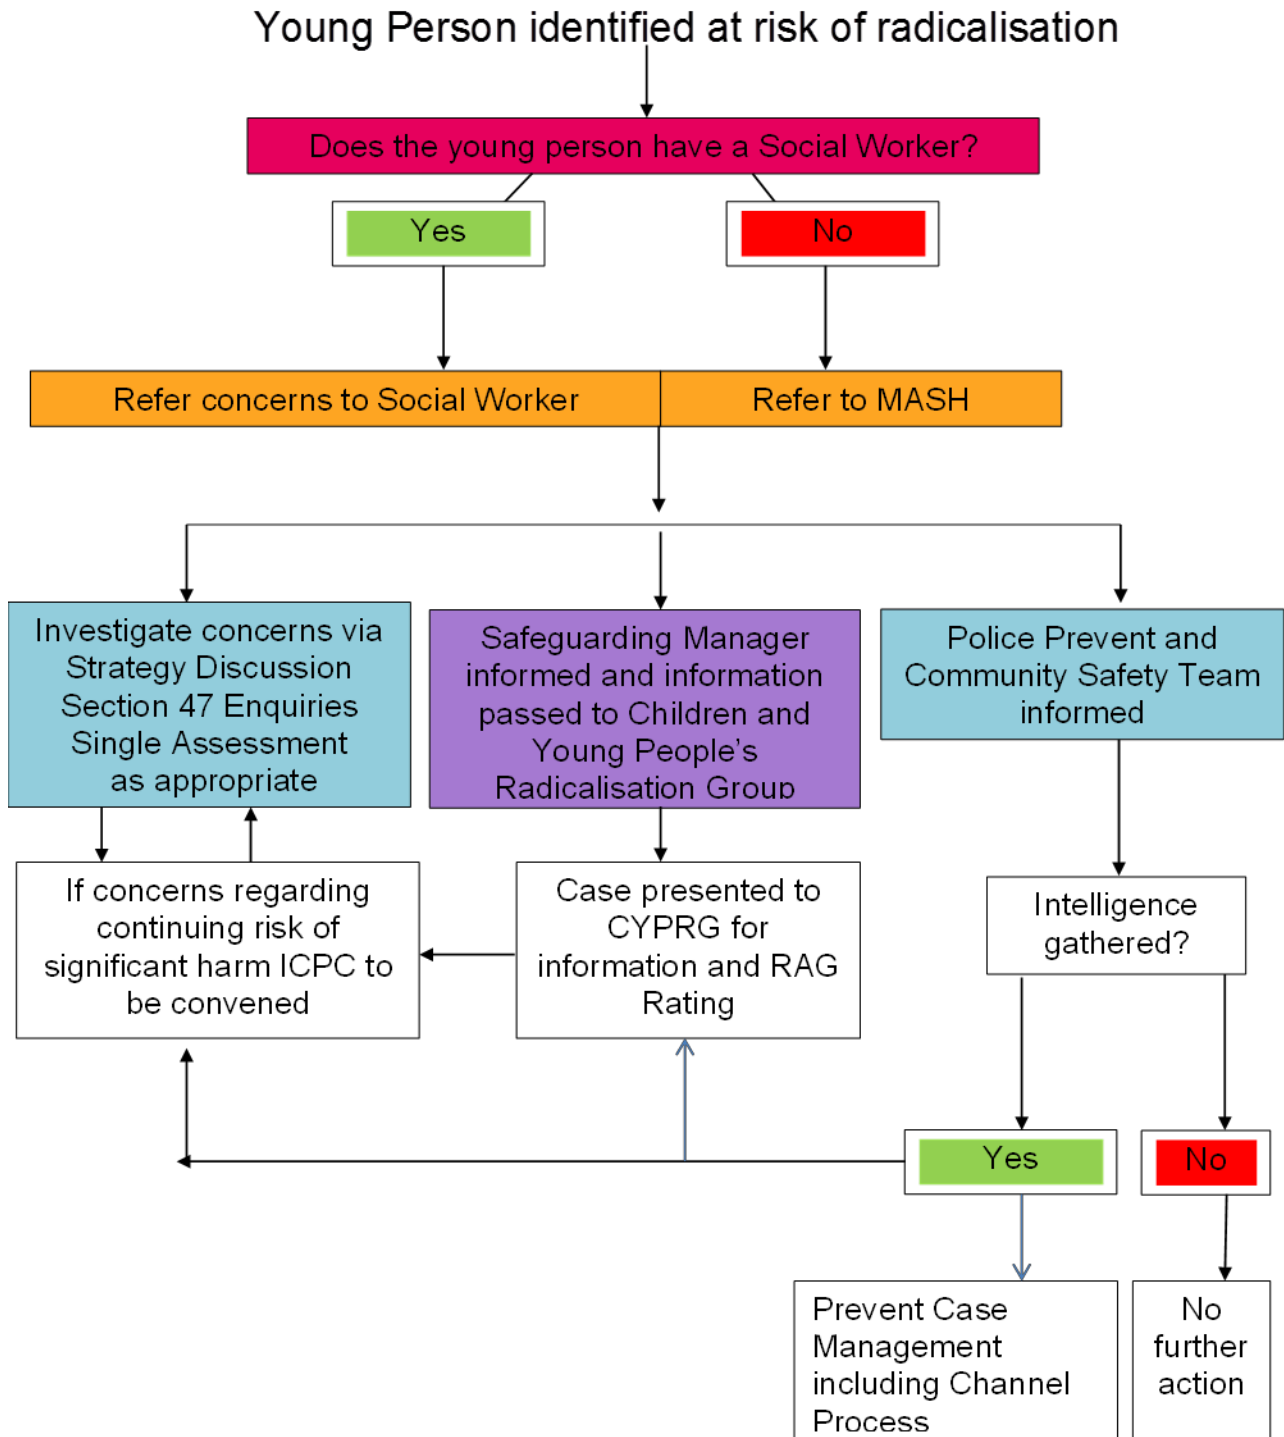 Young Person identified at risk of radicalisation
Does the young person have a Social Worker?
Yes
No
Refer concerns to Social Worker
Refer to MASH
Investigate concerns via
Strategy Discussion
Section 47 Enquiries
Single Assessment
as appropriate
Safeguarding Manager
informed and information
passed to Children and
Young People’s
Radicalisation Group
Police Prevent and
Community Safety Team
informed
If concerns regarding
continuing risk of
significant harm ICPC to
be convened
Case presented to
CYPRG for
information and RAG
Rating
Intelligence
gathered?
Yes
No
Prevent Case
Management
including Channel
Process
No
further
action